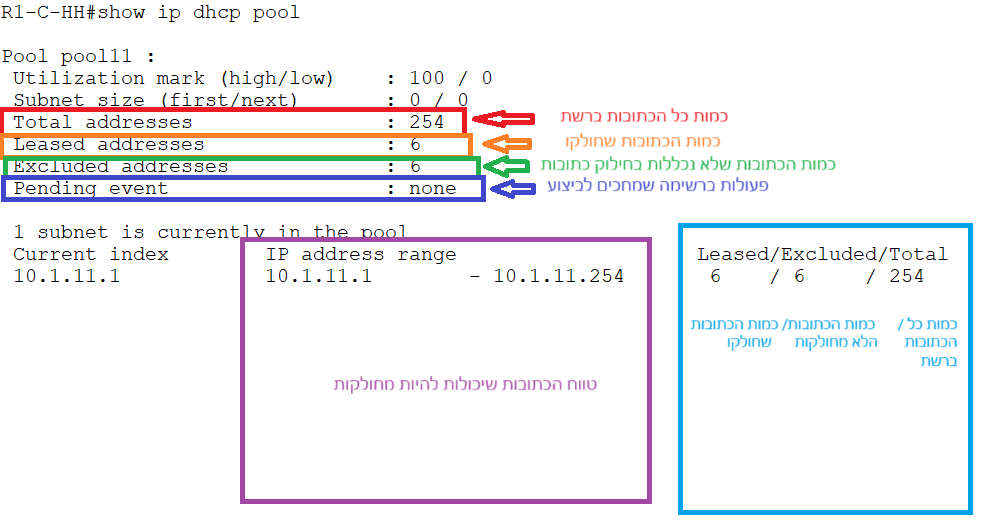 R1-C-HH#show ip dhcp pool
Pool pool11 :
Utilization mark (high/low)    : 100 / 0
Subnet size (first/next)       : 0 / 0
Total addresses                : 254
כמות כל הכתובות ברשת
Leased addresses               : 6
כמות הכתובות שחולקו
Excluded addresses             : 6
כמות הכתובות שלא נכללות בחילוק כתובות
Pending event                  : none
פעולות ברשימה שמחכים לביצוע
1 subnet is currently in the pool
Current index        IP address range                    Leased/Excluded/Total
10.1.11.1            10.1.11.1        - 10.1.11.254       6    / 6     / 254
כמות כל / כמות הכתובות/ כמות הכתובות
הכתובות הלא מחולקות שחולקו
ברשת
טווח הכתובות שיכולות להיות מחולקות